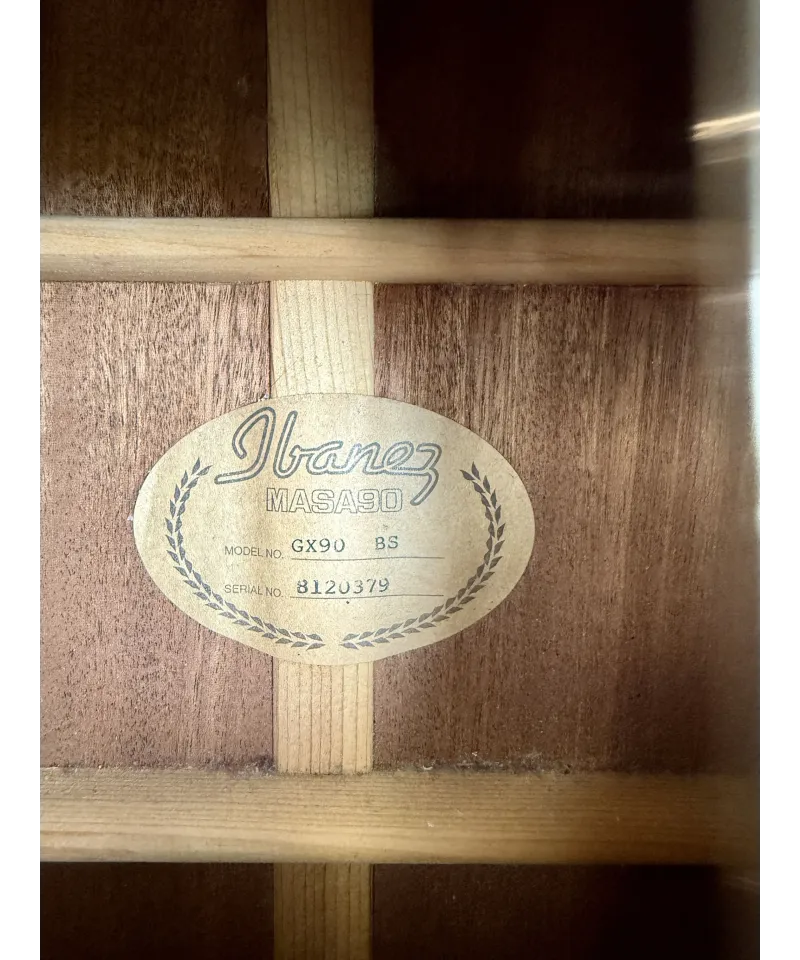 Ibanez
MASA90
MODEL NO. GX90 BS
SERIAL NO. 8120379